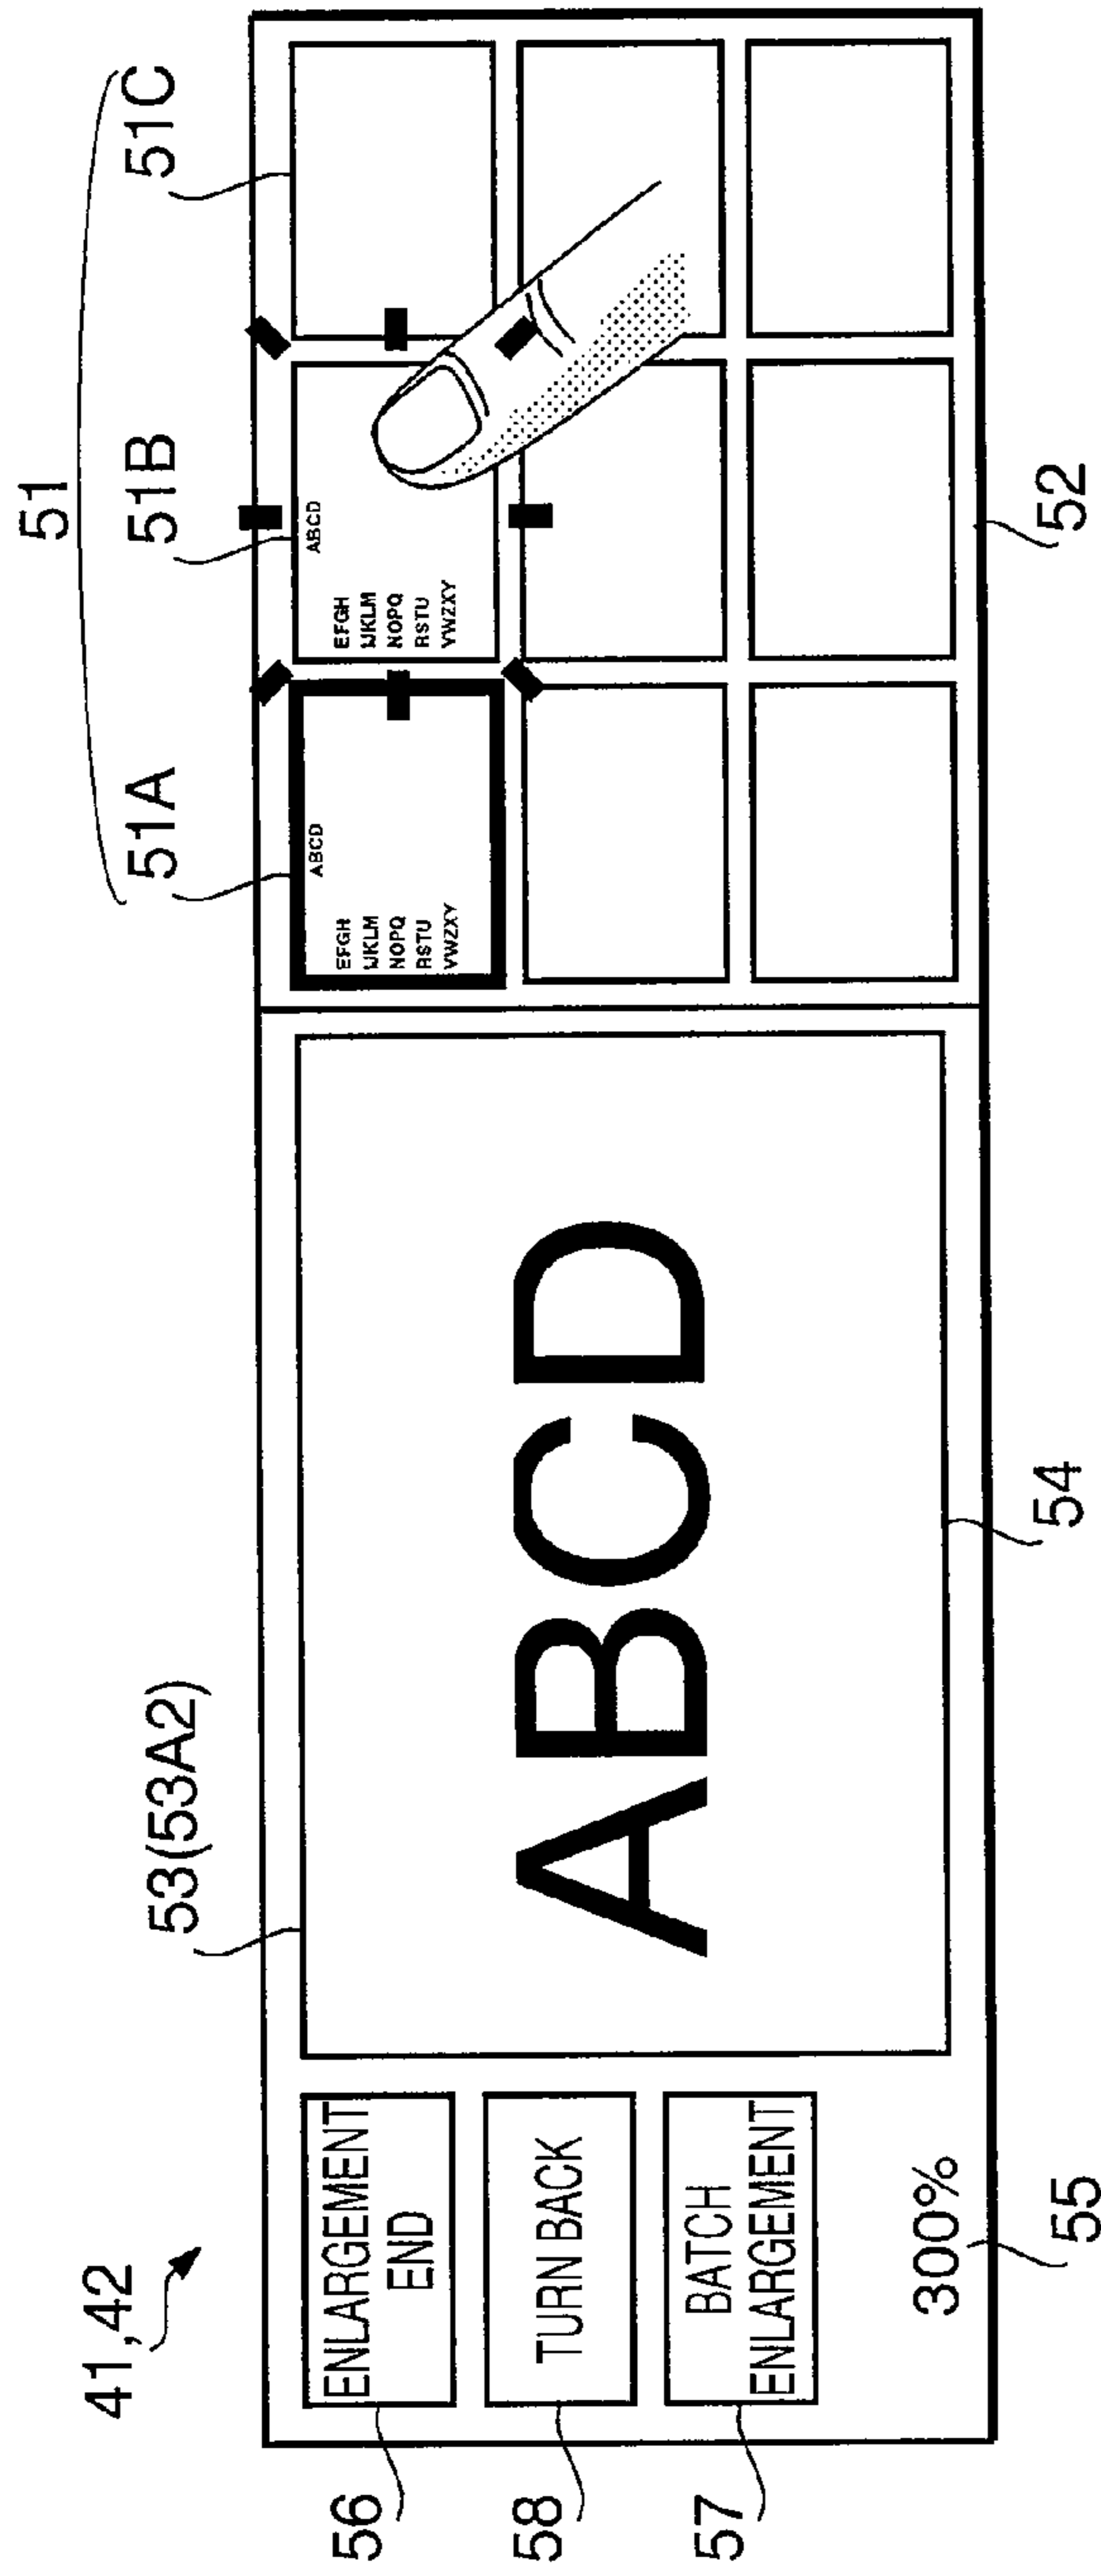 41,42
53(53A2)
51
51A
51B
51C
56
ENLARGEMENT
END
58
TURN BACK
57
BATCH
ENLARGEMENT
300%
55
ABCD
54
ABCD
EFGH
IJKLM
NOPQ
RSTU
VWZXY
ABCD
EFGH
IJKLM
NOPQ
RSTU
VWZXY
52